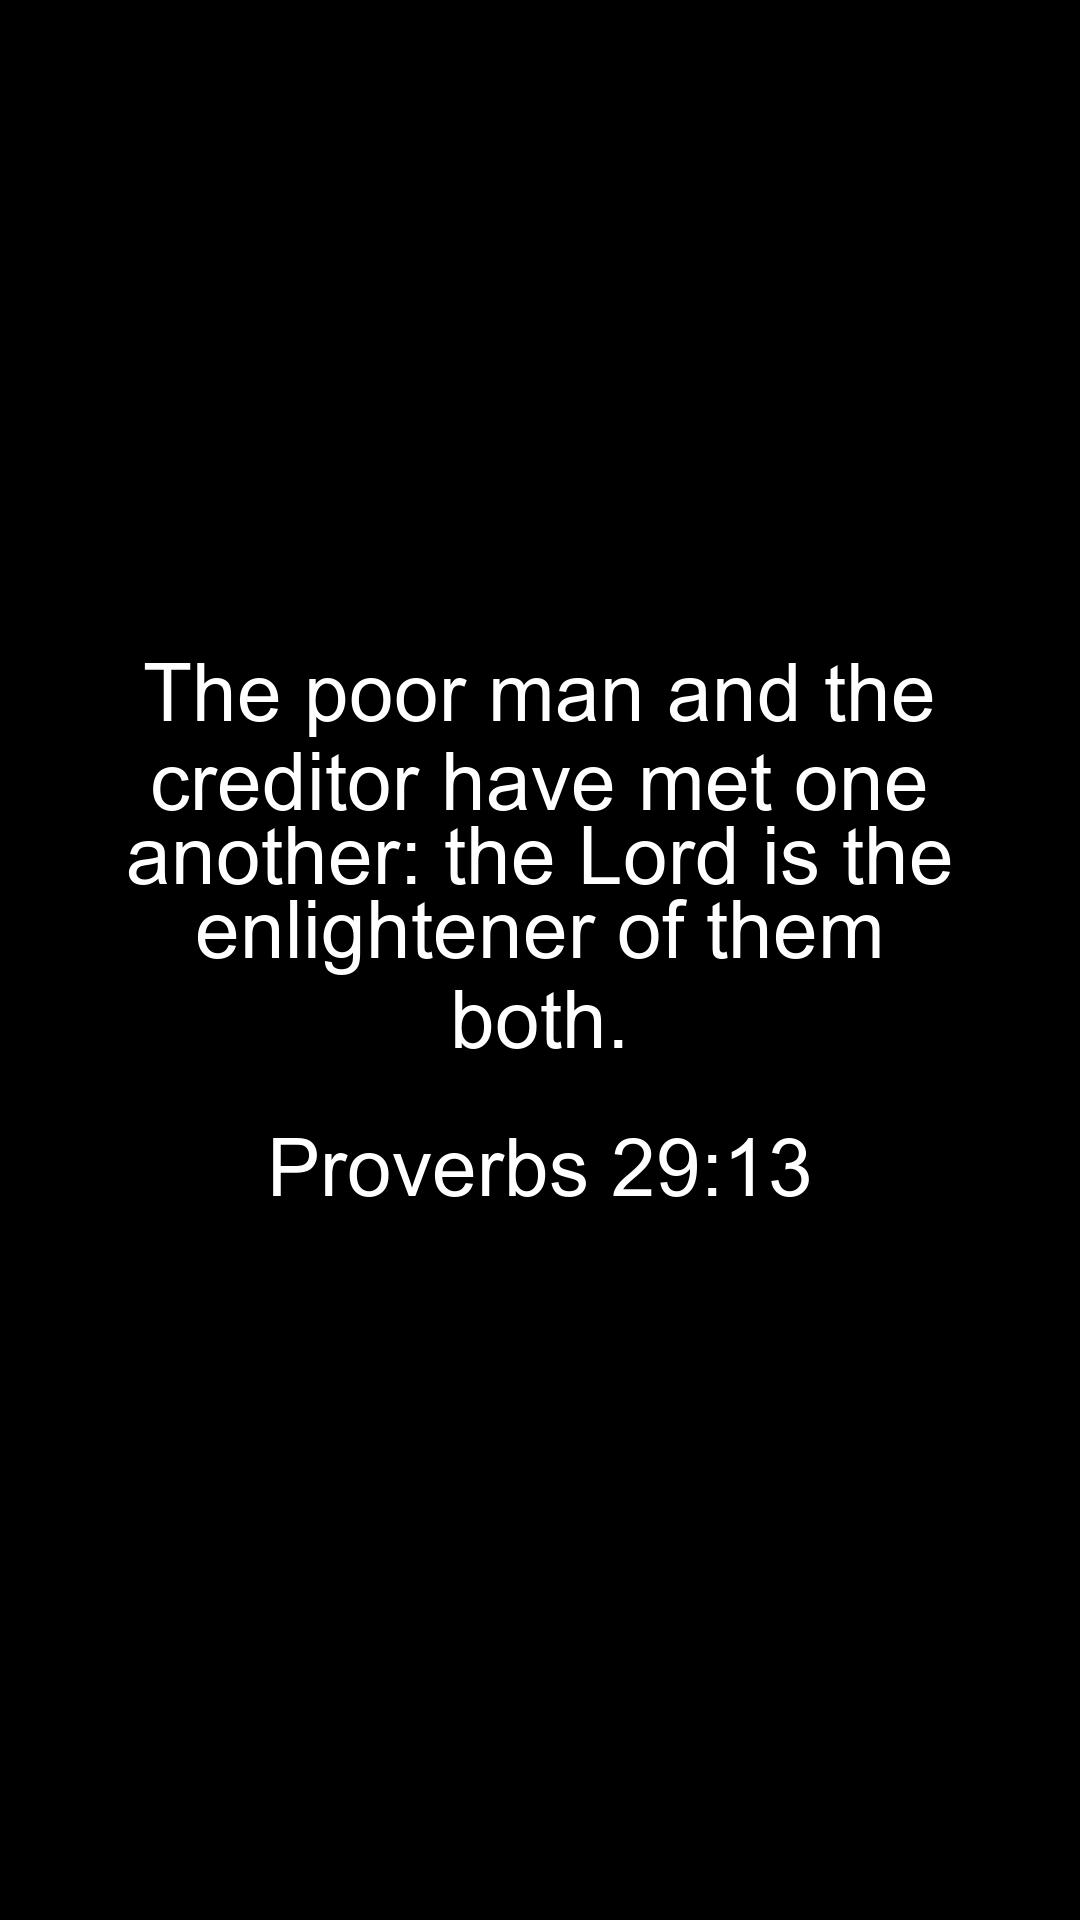 The poor man and the
creditor have met one
another: the Lord is the
enlightener of them
both.
Proverbs 29:13